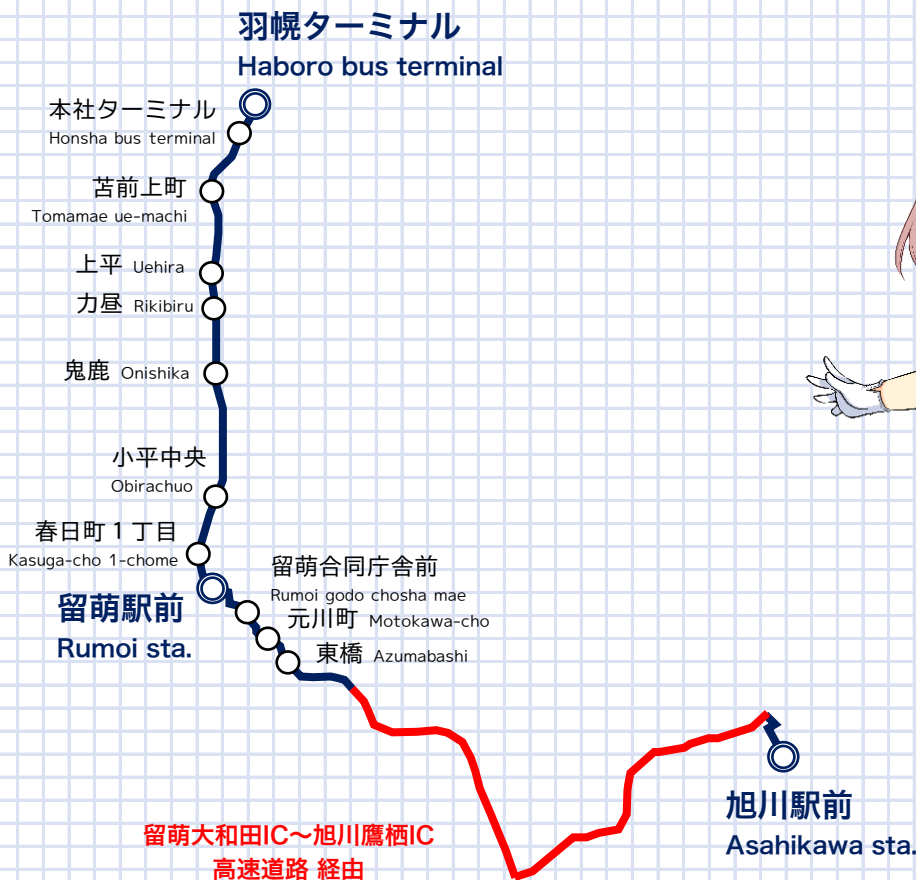 羽幌ターミナル
Haboro bus terminal
本社ターミナル
Honsha bus terminal
苫前上町
Tomamae ue-machi
上平 Uehira
力昼 Rikibiru
鬼鹿 Onishika
小平中央
Obirachuo
春日町１丁目
Kasuga-cho 1-chome
留萌駅前
Rumoi sta.
留萌合同庁舎前
Rumoi godo chosha mae
元川町 Motokawa-cho
東橋 Azumabashi
旭川駅前
Asahikawa sta.
留萌大和田IC～旭川鷹栖IC
高速道路 経由